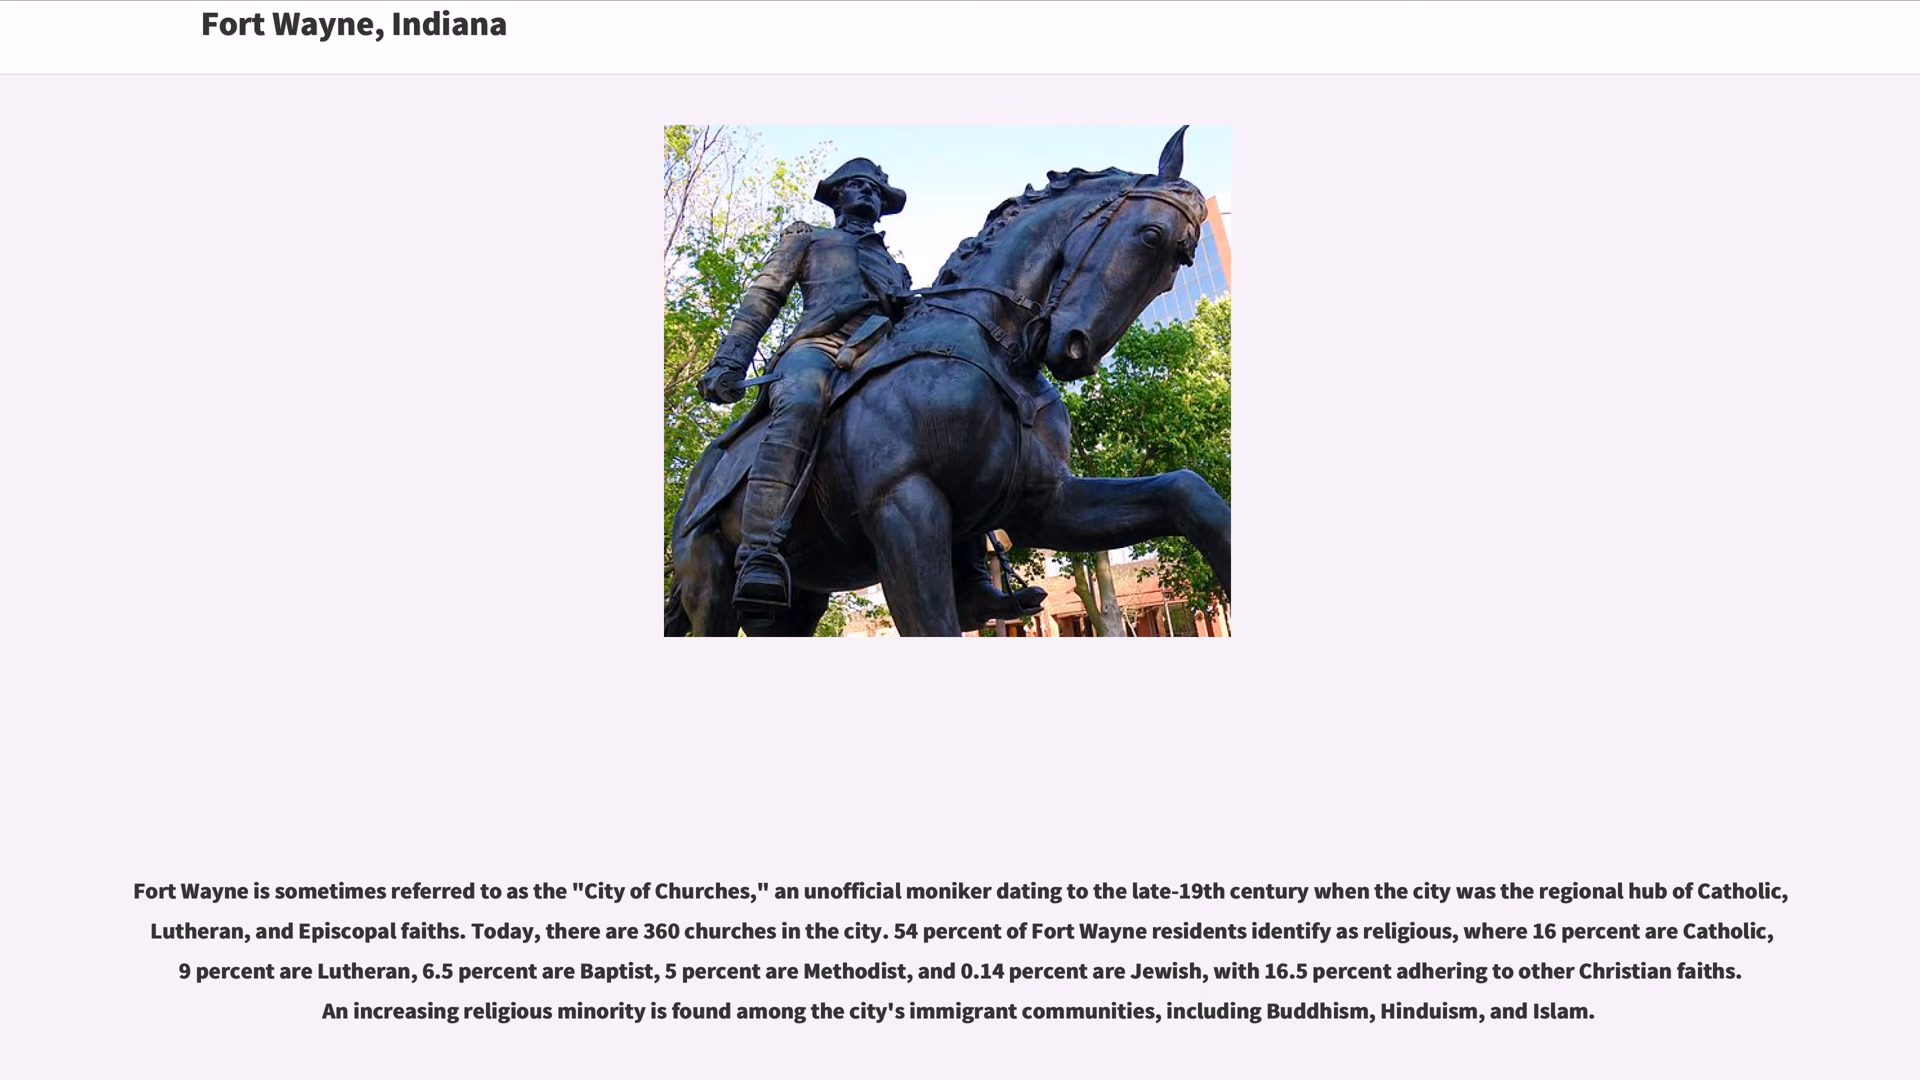 Fort Wayne, Indiana
Fort Wayne is sometimes referred to as the "City of Churches," an unofficial moniker dating to the late-19th century when the city was the regional hub of Catholic,
Lutheran, and Episcopal faiths. Today, there are 360 churches in the city. 54 percent of Fort Wayne residents identify as religious, where 16 percent are Catholic,
9 percent are Lutheran, 6.5 percent are Baptist, 5 percent are Methodist, and 0.14 percent are Jewish, with 16.5 percent adhering to other Christian faiths.
An increasing religious minority is found among the city's immigrant communities, including Buddhism, Hinduism, and Islam.